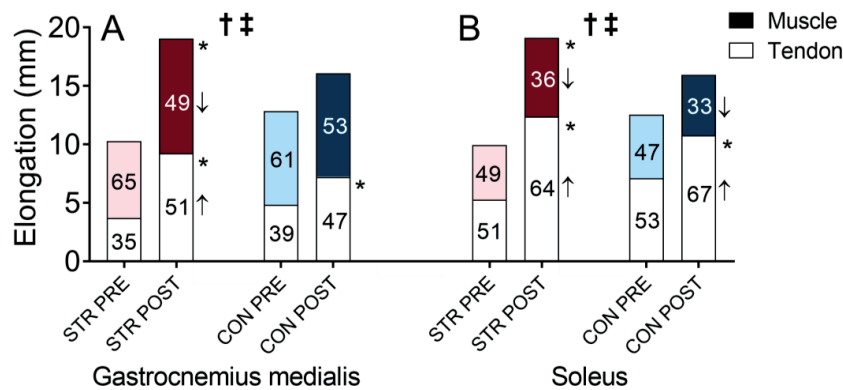 A
†‡
B
†‡
Muscle
Tendon
Elongation (mm)
20
15
10
5
0
65
35
49
51
*
↓
*
↑
61
39
53
47
*
49
51
36
64
*
↓
*
↑
47
53
33
67
↓
*
↑
STR PRE
STR POST
CON PRE
CON POST
STR PRE
STR POST
CON PRE
CON POST
Gastrocnemius medialis
Soleus